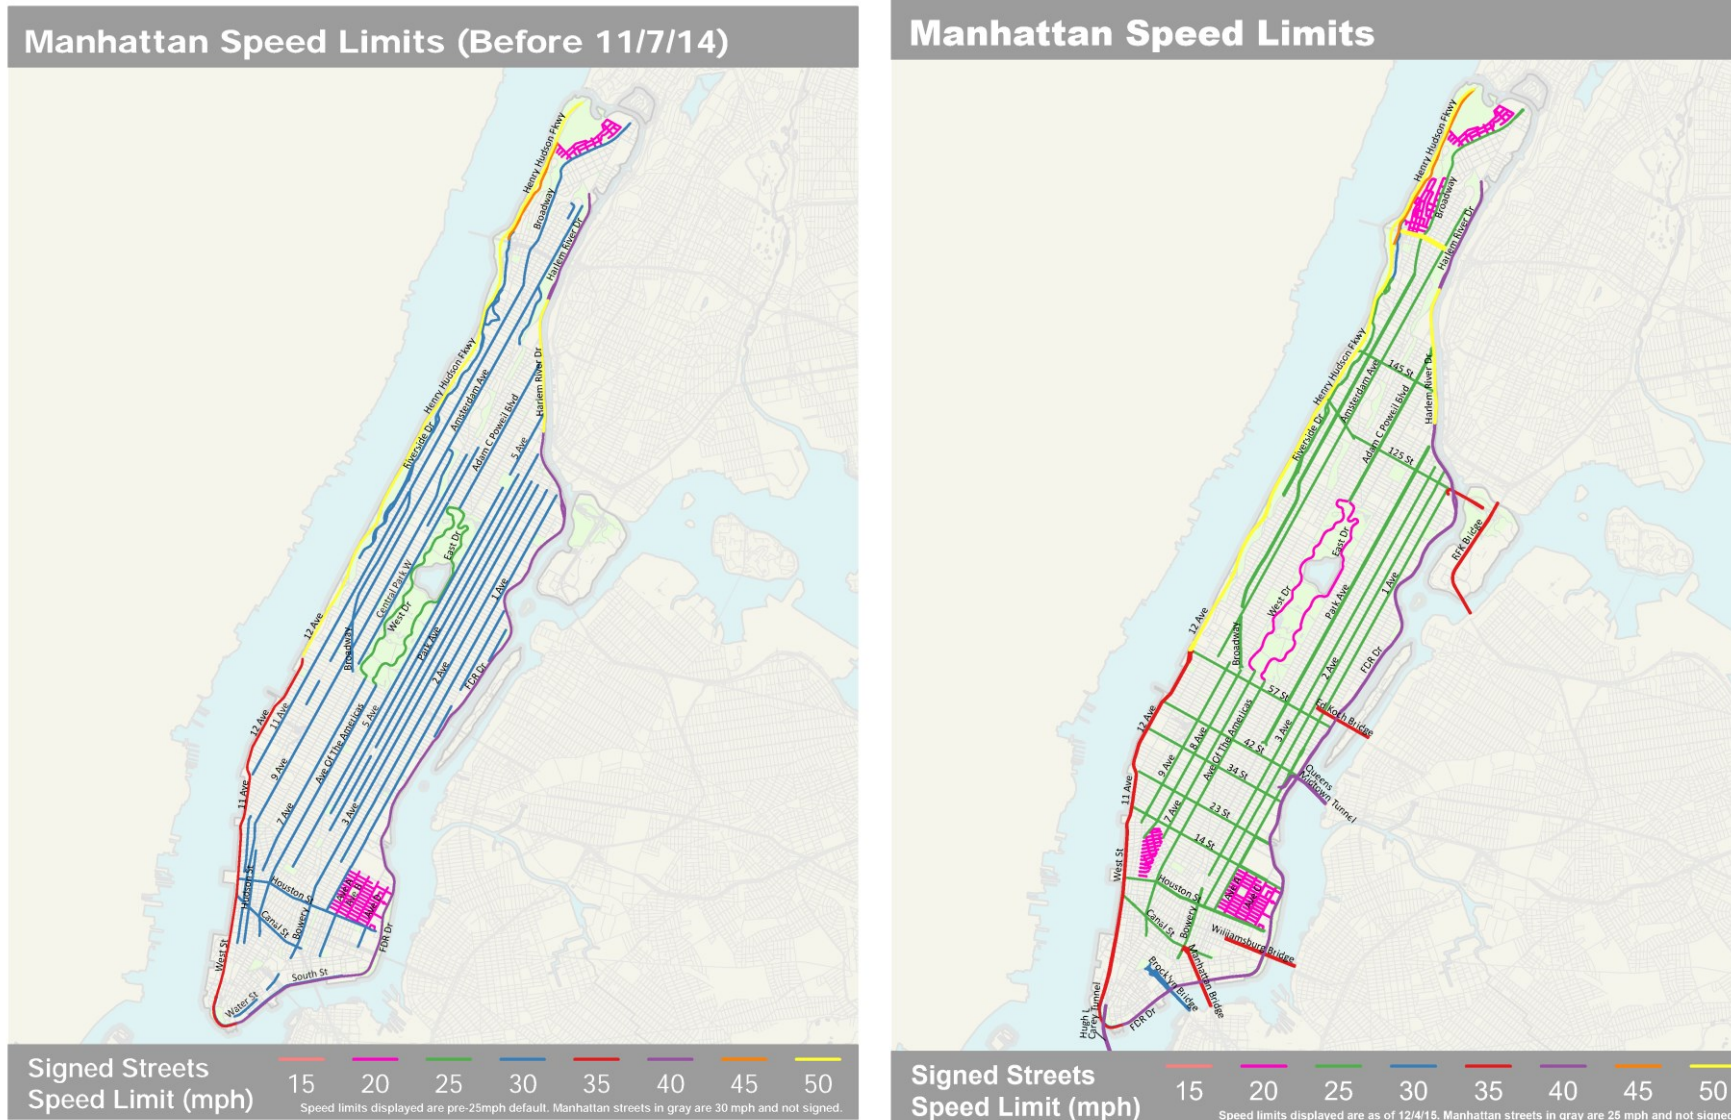 Manhattan Speed Limits (Before 11/7/14)
Henry Hudson Fkwy
Broadway
Harlem River Dr
Henry Hudson Fkwy
Amsterdam Ave
Harlem River Dr
Riverside Dr
Adam C Powell Blvd
5 Ave
East Dr
Central Park W
West Dr
1 Ave
12 Ave
Broadway
Park Ave
2 Ave
FDR Dr
12 Ave
11 Ave
Ave Of The Americas
5 Ave
9 Ave
11 Ave
7 Ave
3 Ave
Hudson St
Houston St
Ave A
Ave B
Canal St
Bowery
FDR Dr
West St
South St
Water St
Signed Streets
Speed Limit (mph)
15 20 25 30 35 40 45 50
Speed limits displayed are pre-25mph default. Manhattan streets in gray are 30 mph and not signed.
Manhattan Speed Limits
Henry Hudson Fkwy
Broadway
Harlem River Dr
Henry Hudson Fkwy
145 St
Amsterdam Ave
Harlem River Dr
Riverside Dr
Adam C Powell Blvd
125 St
East Dr
RFK Bridge
West Dr
Park Ave
1 Ave
12 Ave
Broadway
2 Ave
FDR Dr
57 St
Ed Koch Bridge
12 Ave
8 Ave
Ave Of The Americas
42 St
3 Ave
9 Ave
34 St
Queens
Midtown Tunnel
11 Ave
7 Ave
23 St
14 St
West St
Houston St
Ave A
Ave C
Canal St
Bowery
Williamsburg Bridge
Manhattan Bridge
Brooklyn Bridge
Hugh L
Carey Tunnel
FDR Dr
Signed Streets
Speed Limit (mph)
15 20 25 30 35 40 45 50
Speed limits displayed are as of 12/4/15. Manhattan streets in gray are 25 mph and not signed